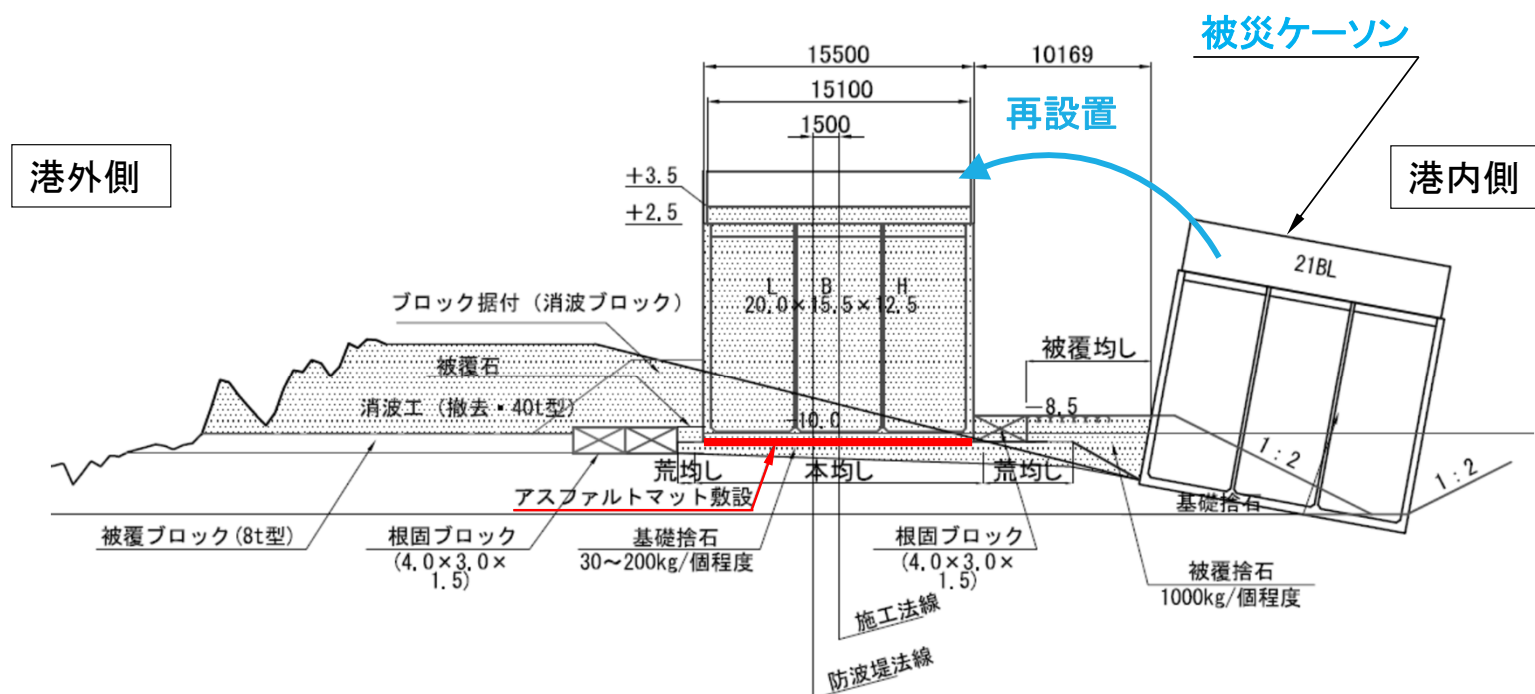 被災ケーソン
15500
10169
15100
再設置
1500
港外側
港内側
+3.5
+2.5
21BL
L B H
20.0×15.5×12.5
ブロック据付(消波ブロック)
被覆均し
被覆石
消波工(撤去・40t型)
-8.5
-10.0
1:2
1:2
荒均し
本均し
荒均し
アスファルトマット敷設
基礎捨石
被覆ブロック(8t型)
根固ブロック
(4.0×3.0×
1.5)
基礎捨石
30~200kg/個程度
根固ブロック
(4.0×3.0×
1.5)
被覆捨石
1000kg/個程度
施工法線
防波堤法線